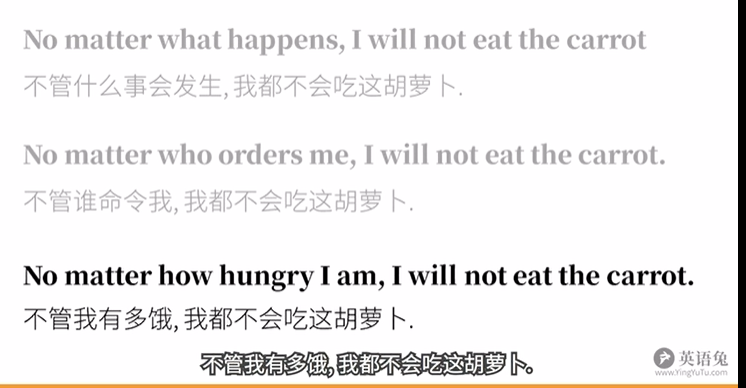 No matter what happens, I will not eat the carrot
不管什么事会发生,我都不会吃这胡萝卜.
No matter who orders me, I will not eat the carrot.
不管谁命令我,我都不会吃这胡萝卜.
No matter how hungry I am, I will not eat the carrot.
不管我有多饿,我都不会吃这胡萝卜.
不管我有多饿,我都不会吃这胡萝卜.
英语兔
www.YingYuTu.com